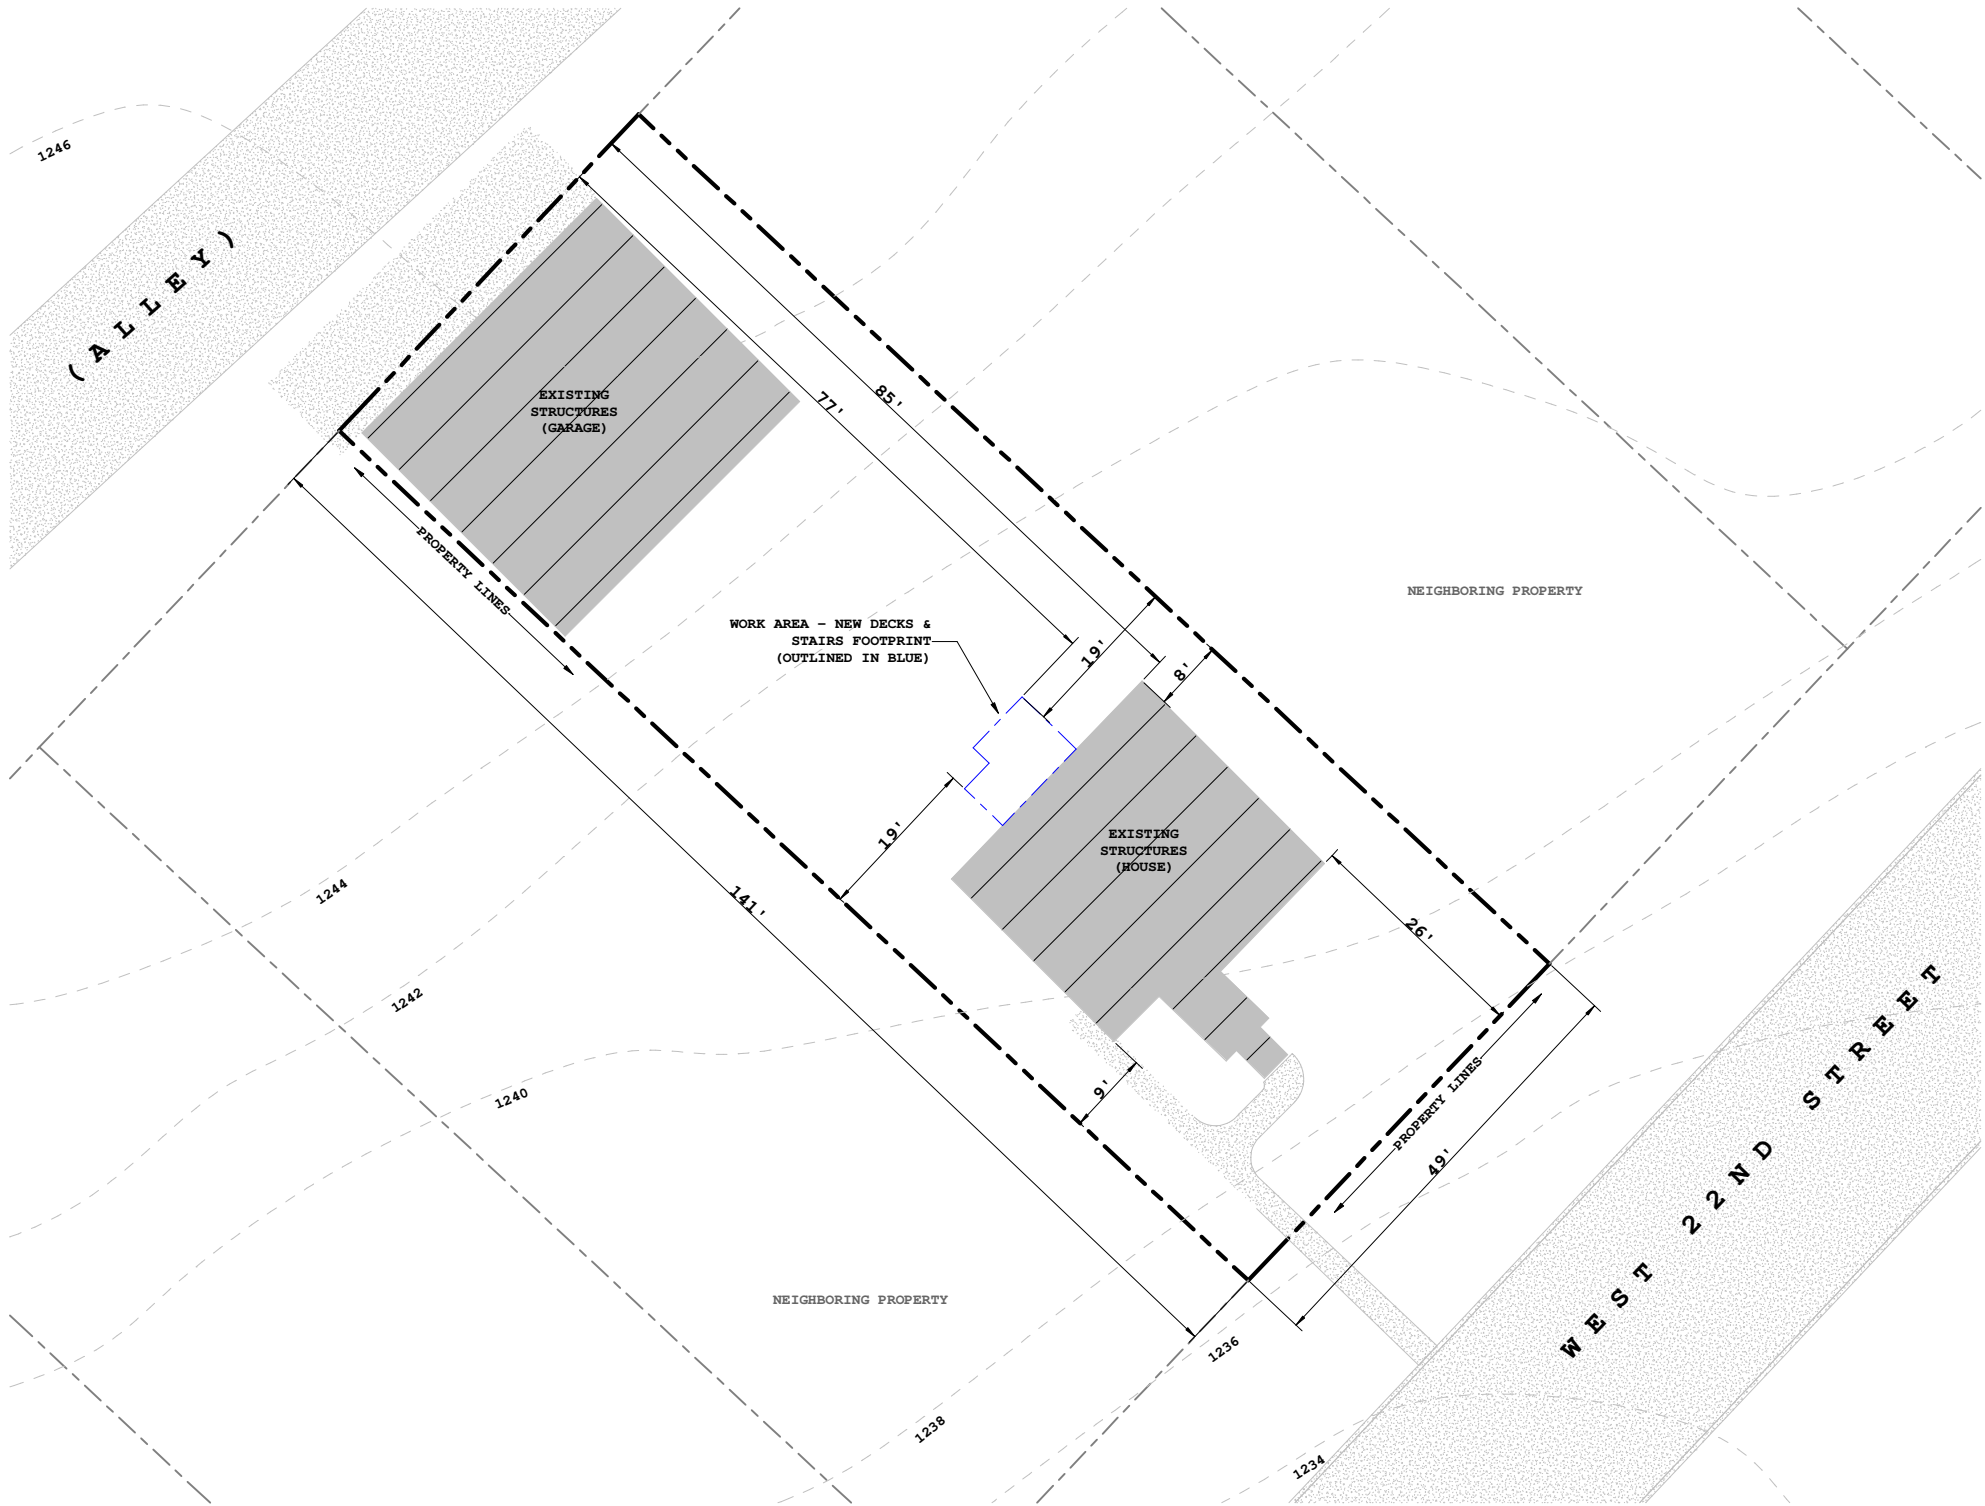 1246
( A L L E Y )
EXISTING
STRUCTURES
(GARAGE)
77'
85'
PROPERTY LINES
NEIGHBORING PROPERTY
WORK AREA – NEW DECKS &
STAIRS FOOTPRINT
(OUTLINED IN BLUE)
19'
8'
19'
EXISTING
STRUCTURES
(HOUSE)
1244
141'
26'
1242
1240
9'
PROPERTY LINES
49'
WEST 22ND STREET
NEIGHBORING PROPERTY
1236
1238
1234